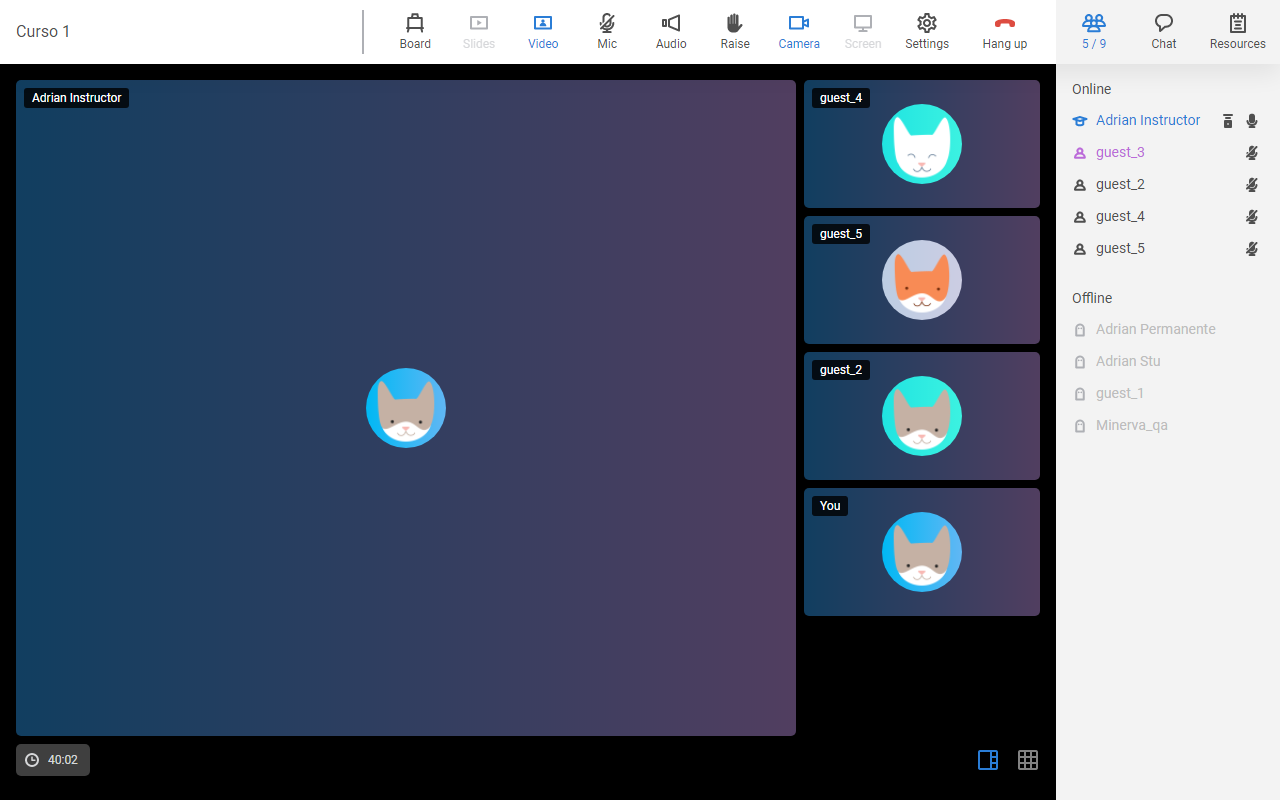 Curso 1
Board
Slides
Video
Mic
Audio
Raise
Camera
Screen
Settings
Hang up
5 / 9
Chat
Resources
Adrian Instructor
guest_4
guest_5
guest_2
You
40:02
Online
Adrian Instructor
guest_3
guest_2
guest_4
guest_5
Offline
Adrian Permanente
Adrian Stu
guest_1
Minerva_qa